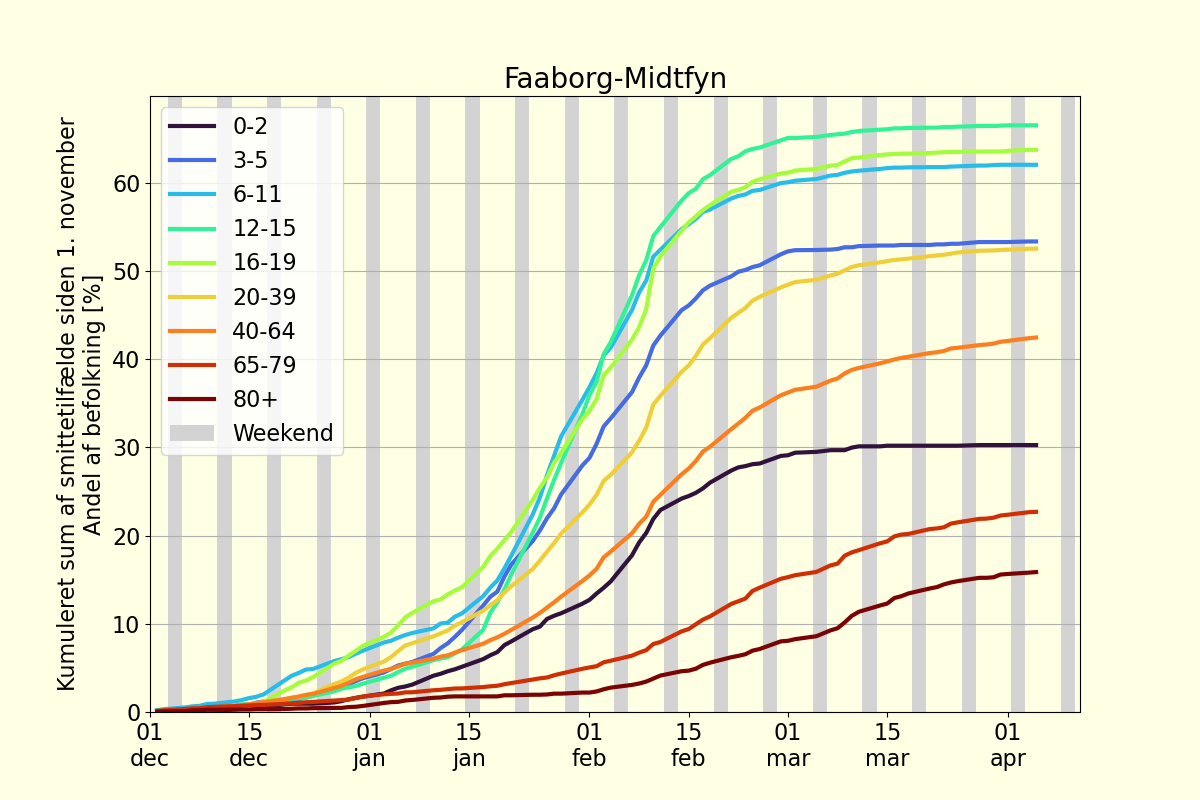 Faaborg-Midtfyn
Kumuleret sum af smittetilfælde siden 1. november
Andel af befolkning [%]
60
50
40
30
20
10
0
0-2
3-5
6-11
12-15
16-19
20-39
40-64
65-79
80+
Weekend
01 15 01 15 01 15 01 15 01
dec dec jan jan feb feb mar mar apr